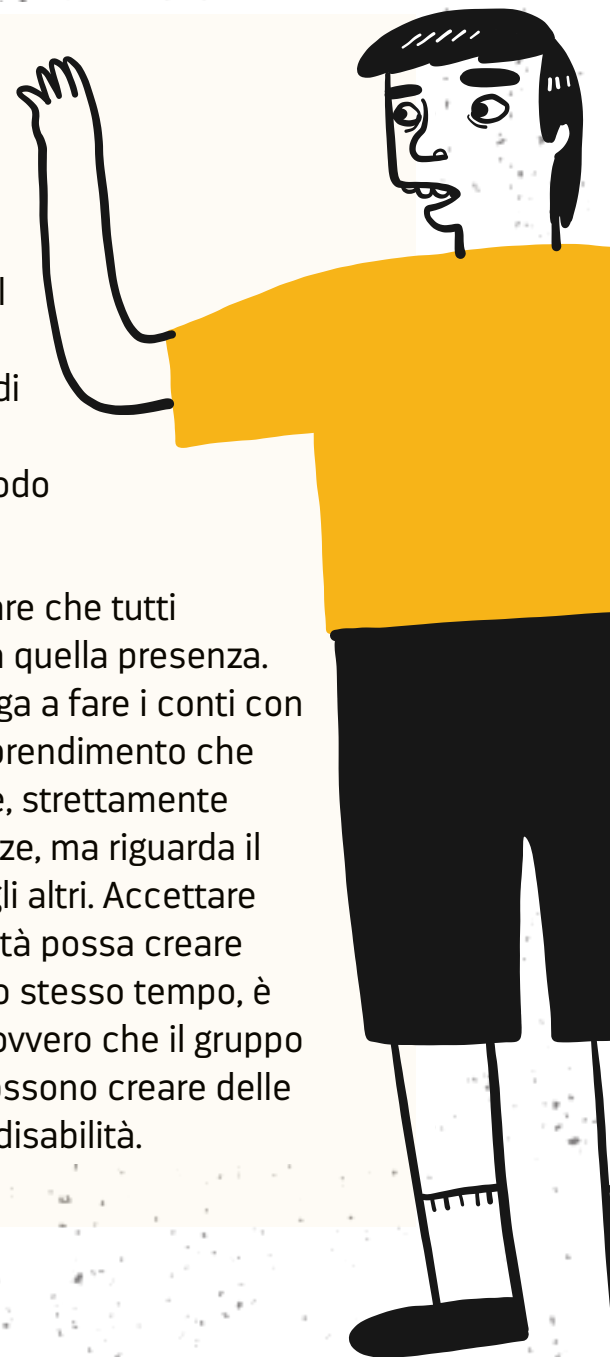 l
di
odo
are che tutti
a quella presenza.
ga a fare i conti con
prendimento che
e, strettamente
ze, ma riguarda il
gli altri. Accettare
tà possa creare
o stesso tempo, è
ovvero che il gruppo
ossono creare delle
disabilità.